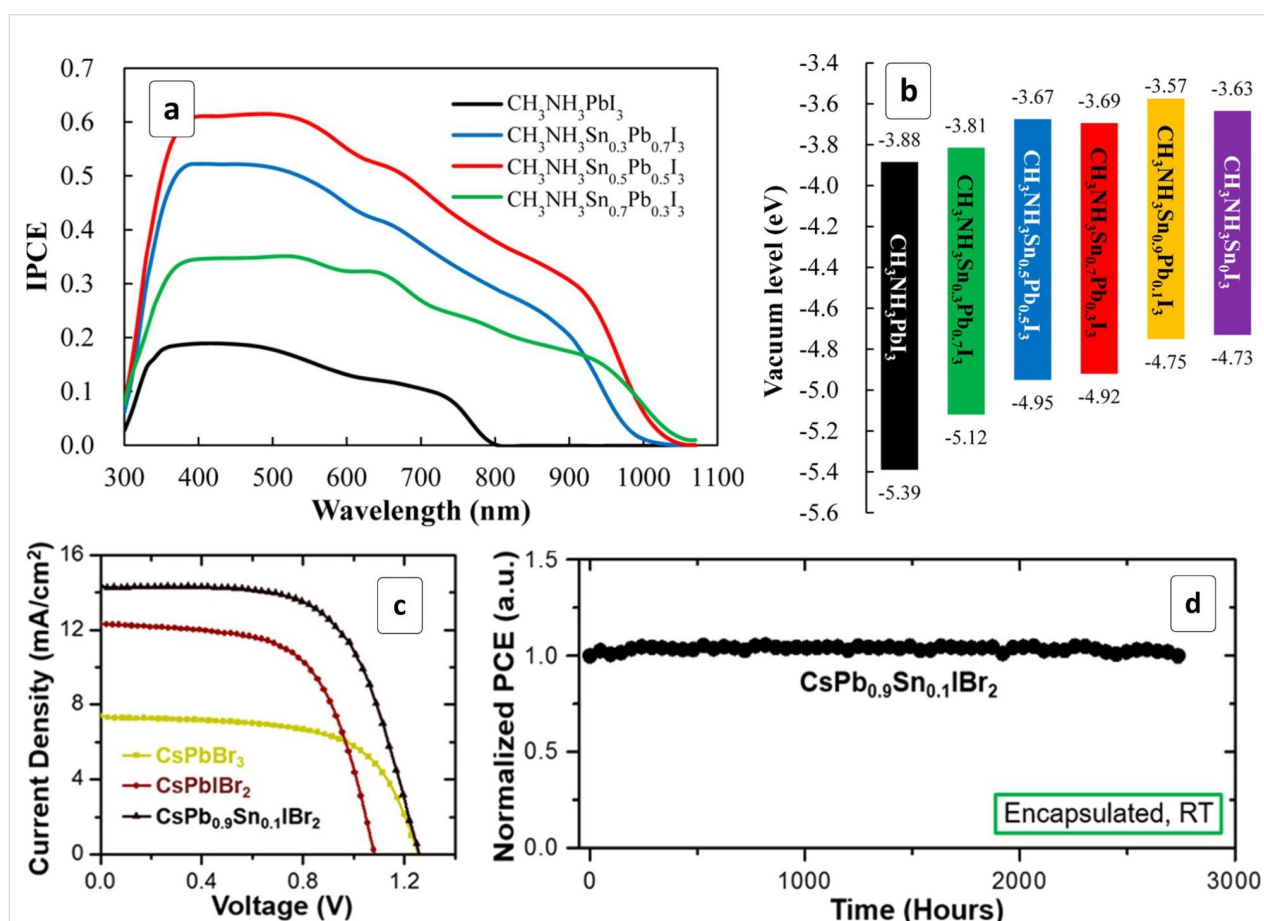 a
0.7
0.6
0.5
0.4
0.3
0.2
0.1
0.0
IPCE
300 400 500 600 700 800 900 1000 1100
Wavelength (nm)
CH₃NH₃PbI₃
CH₃NH₃Sn₀.₃Pb₀.₇I₃
CH₃NH₃Sn₀.₅Pb₀.₅I₃
CH₃NH₃Sn₀.₇Pb₀.₃I₃
b
-3.4
-3.6
-3.8
-4.0
-4.2
-4.4
-4.6
-4.8
-5.0
-5.2
-5.4
-5.6
Vacuum level (eV)
-3.88
CH₃NH₃PbI₃
-5.39
-3.81
CH₃NH₃Sn₀.₃Pb₀.₇I₃
-5.12
-3.67
CH₃NH₃Sn₀.₅Pb₀.₅I₃
-4.95
-3.69
CH₃NH₃Sn₀.₇Pb₀.₃I₃
-4.92
-3.57
CH₃NH₃Sn₀.₉Pb₀.₁I₃
-4.75
-3.63
CH₃NH₃Sn₀I₃
-4.73
c
16
12
8
4
0
Current Density (mA/cm²)
CsPbBr₃
CsPbIBr₂
CsPb₀.₉Sn₀.₁IBr₂
0.0 0.4 0.8 1.2
Voltage (V)
d
1.5
1.0
0.5
0.0
Normalized PCE (a.u.)
CsPb₀.₉Sn₀.₁IBr₂
Encapsulated, RT
0 1000 2000 3000
Time (Hours)